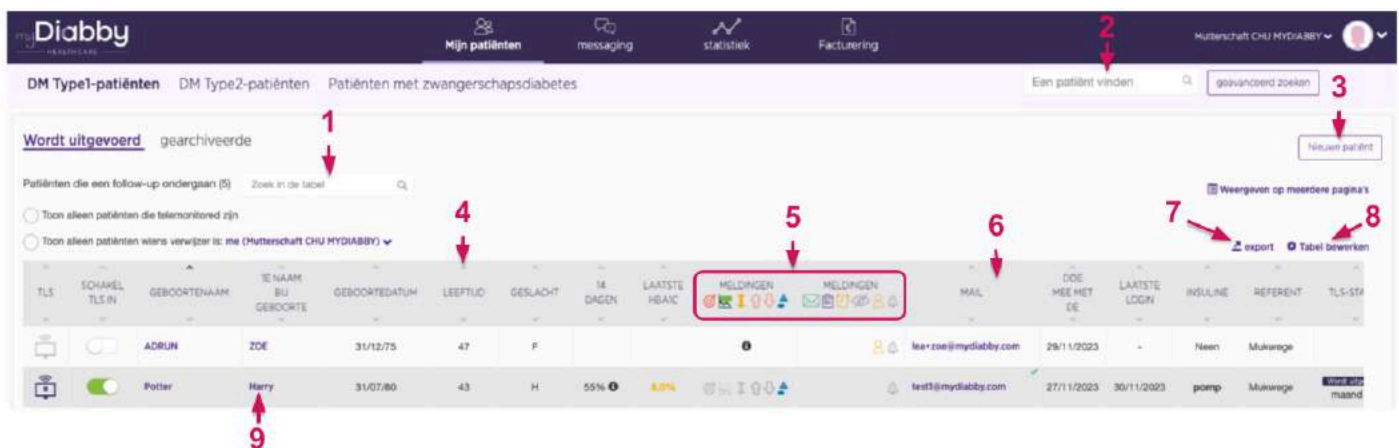 myDiabby
HEALTHCARE
Mijn patiënten
messaging
statistiek
Facturering
2
Mutterschaft CHU MYDIABBY
DM Type1-patiënten DM Type2-patiënten Patiënten met zwangerschapsdiabetes
Een patiënt vinden
geavanceerd zoeken
3
Wordt uitgevoerd gearchiveerde
1
Nieuwe patiënt
Patiënten die een follow-up ondergaan (5)
Zoek in de tabel
Weergeven op meerdere pagina's
Toon alleen patiënten die telemonitored zijn
4
5
6
7
8
Toon alleen patiënten wiens verwijzer is: me (Mutterschaft CHU MYDIABBY)
export
Tabel bewerken
TLS
SCHAKEL
TLS IN
GEBOORTENAAM
1E NAAM
BIJ
GEBOORTE
GEBOORTEDATUM
LEEFTIJD
GESLACHT
14
DAGEN
LAATSTE
HBA1C
MELDINGEN
MELDINGEN
MAIL
DOE
MEE MET
DE
LAATSTE
LOGIN
INSULINE
REFERENT
TLS-STA
ADRIJN ZOE 31/12/75 47 F lea+zoe@mydiabby.com 29/11/2023 - Neen Mukwege
Potter Harry 31/07/80 43 H 55% 8.0% test1@mydiabby.com 27/11/2023 30/11/2023 pomp Mukwege
maand
9